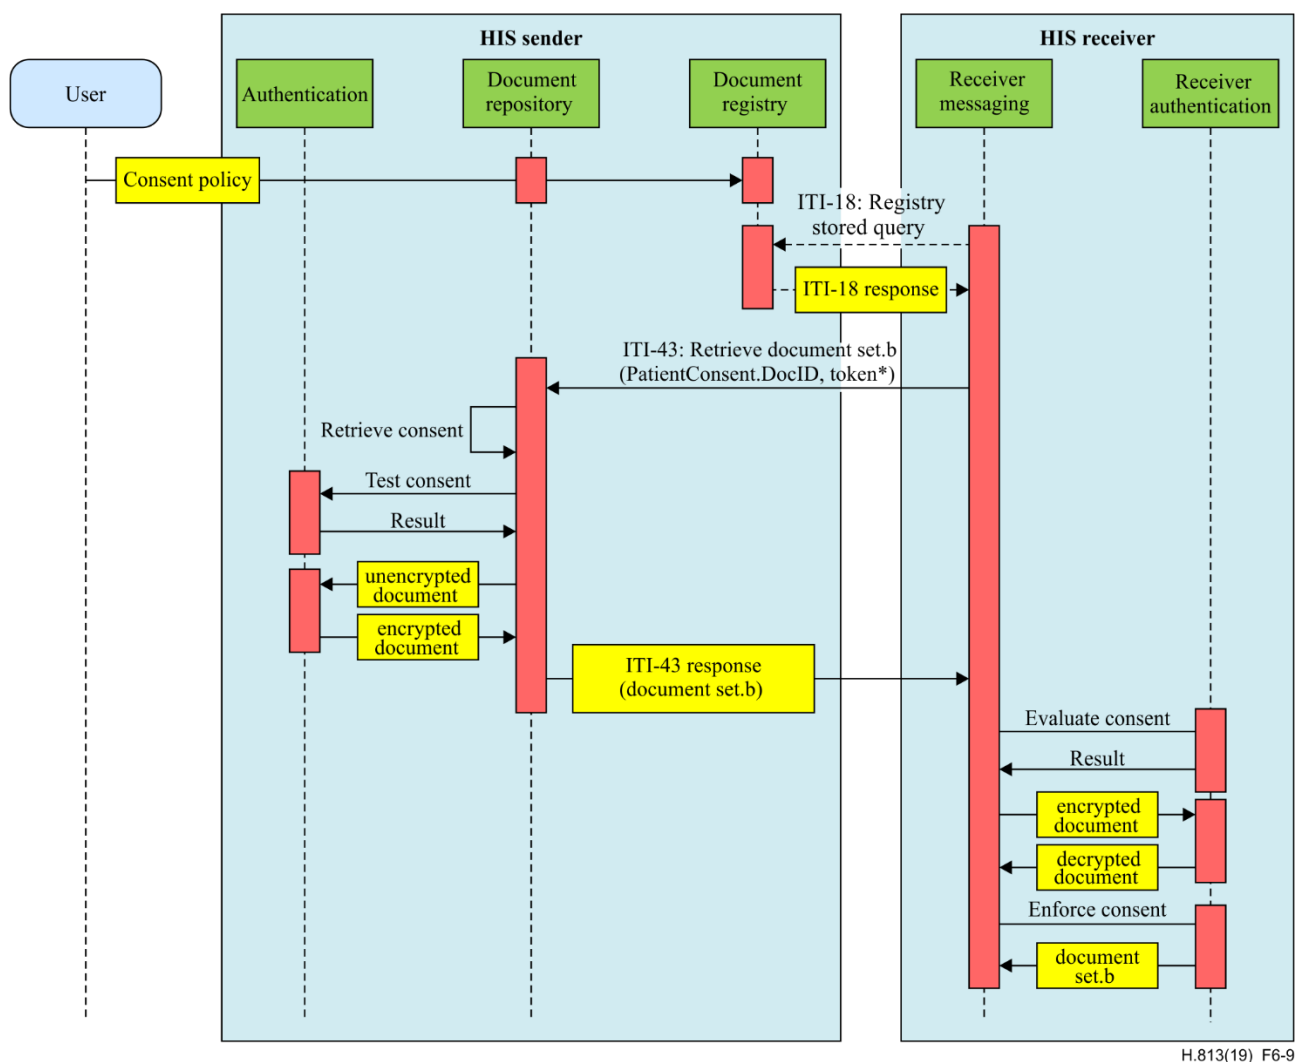 HIS sender
HIS receiver
User
Authentication
Document
repository
Document
registry
Receiver
messaging
Receiver
authentication
Consent policy
ITI-18: Registry
stored query
ITI-18 response
ITI-43: Retrieve document set.b
(PatientConsent.DocID, token*)
Retrieve consent
Test consent
Result
unencrypted
document
encrypted
document
ITI-43 response
(document set.b)
Evaluate consent
Result
encrypted
document
decrypted
document
Enforce consent
document
set.b
H.813(19)_F6-9